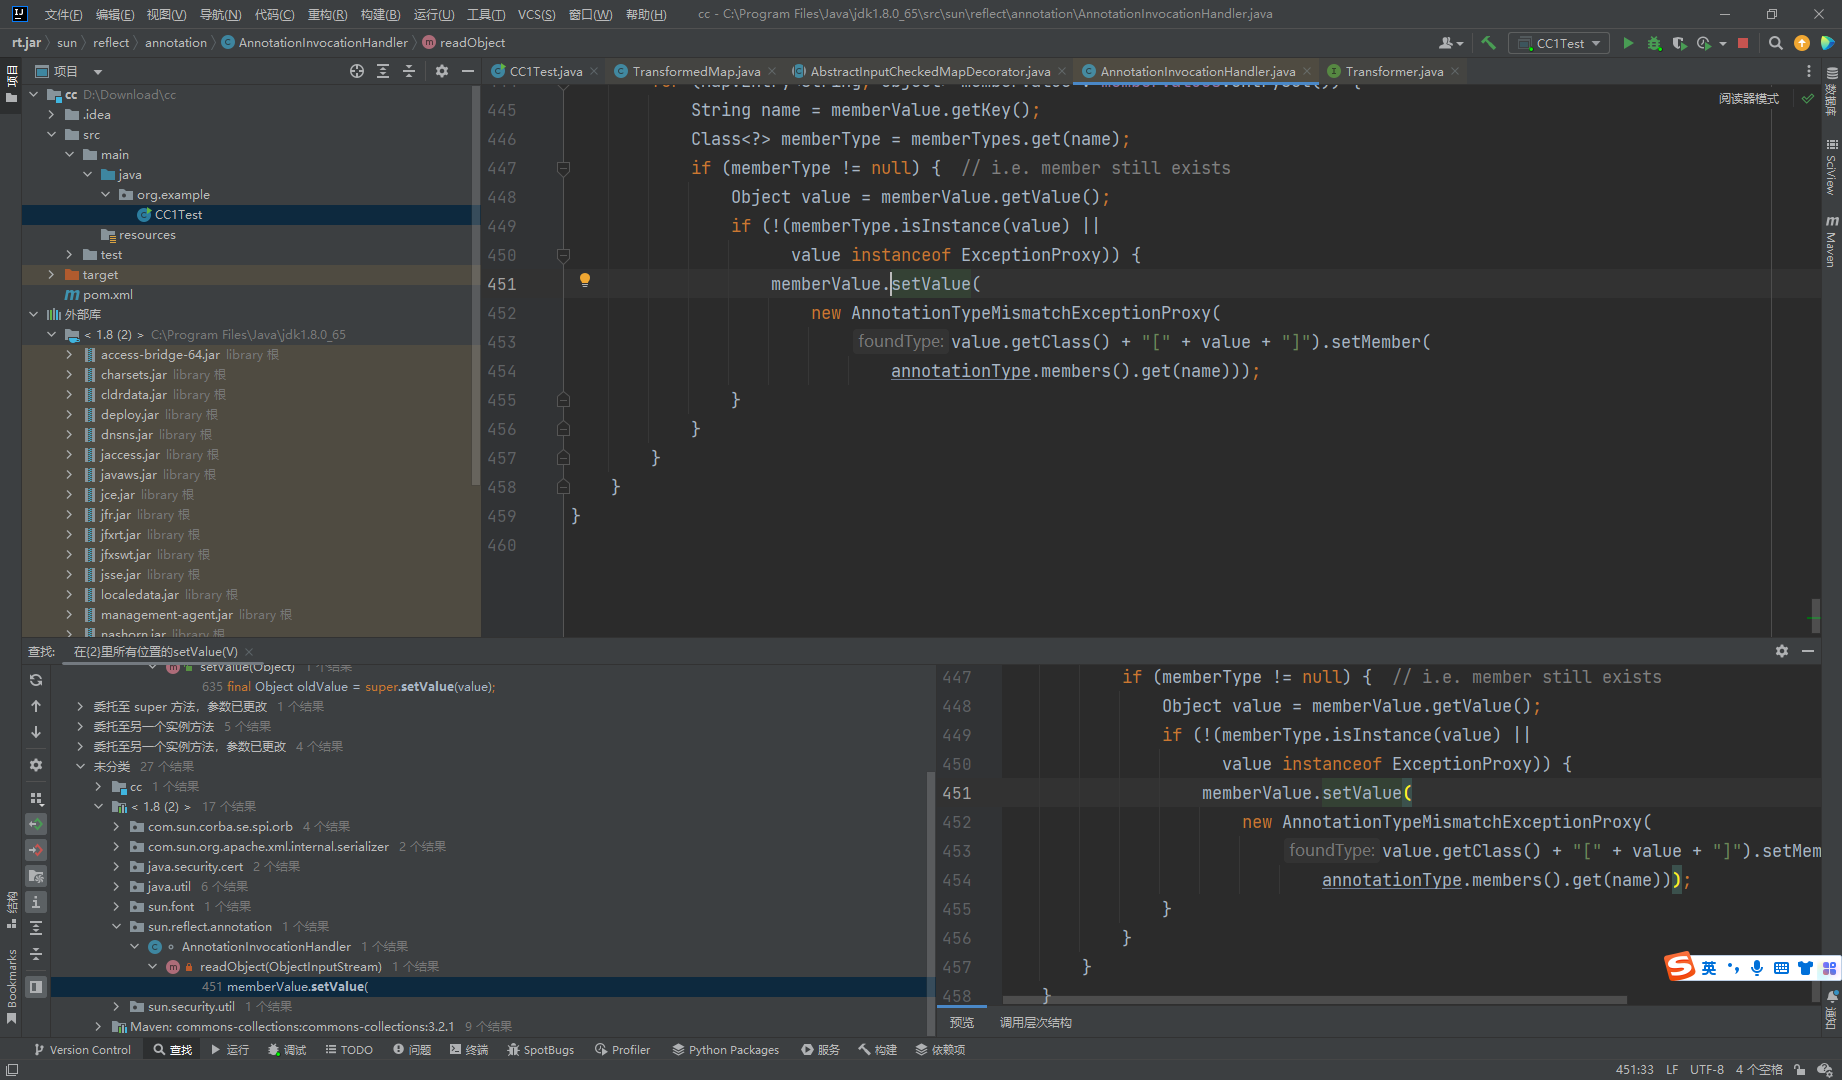 文件(F) 编辑(E) 视图(V) 导航(N) 代码(C) 重构(R) 构建(B) 运行(U) 工具(T) VCS(S) 窗口(W) 帮助(H) cc - C:\Program Files\Java\jdk1.8.0_65\src\sun\reflect\annotation\AnnotationInvocationHandler.java
rt.jar sun reflect annotation AnnotationInvocationHandler readObject CC1Test
项目
项目
CC1Test.java TransformedMap.java AbstractInputCheckedMapDecorator.java AnnotationInvocationHandler.java Transformer.java
cc D:\Download\cc
.idea
src
main
java
org.example
CC1Test
resources
test
target
pom.xml
外部库
< 1.8 (2) > C:\Program Files\Java\jdk1.8.0_65
access-bridge-64.jar library 根
charsets.jar library 根
cldrdata.jar library 根
deploy.jar library 根
dnsns.jar library 根
jaccess.jar library 根
javaws.jar library 根
jce.jar library 根
jfr.jar library 根
jfxrt.jar library 根
jfxswt.jar library 根
jsse.jar library 根
localedata.jar library 根
management-agent.jar library 根
nashorn.jar library 根
阅读器模式
445 String name = memberValue.getKey();
446 Class<?> memberType = memberTypes.get(name);
447 if (memberType != null) { // i.e. member still exists
448 Object value = memberValue.getValue();
449 if (!(memberType.isInstance(value) ||
450 value instanceof ExceptionProxy)) {
451 memberValue.setValue(
452 new AnnotationTypeMismatchExceptionProxy(
453 foundType: value.getClass() + "[" + value + "]").setMember(
454 annotationType.members().get(name)));
455 }
456 }
457 }
458 }
459 }
460
数据库
SciView
Maven
通知
查找: 在{2}里所有位置的setValue(V)
setValue(Object) 1 个结果
635 final Object oldValue = super.setValue(value);
委托至 super 方法，参数已更改 1 个结果
委托至另一个实例方法 5 个结果
委托至另一个实例方法，参数已更改 4 个结果
未分类 27 个结果
cc 1 个结果
< 1.8 (2) > 17 个结果
com.sun.corba.se.spi.orb 4 个结果
com.sun.org.apache.xml.internal.serializer 2 个结果
java.security.cert 2 个结果
java.util 6 个结果
sun.font 1 个结果
sun.reflect.annotation 1 个结果
AnnotationInvocationHandler 1 个结果
readObject(ObjectInputStream) 1 个结果
451 memberValue.setValue(
sun.security.util 1 个结果
Maven: commons-collections:commons-collections:3.2.1 9 个结果
结构
Bookmarks
447 if (memberType != null) { // i.e. member still exists
448 Object value = memberValue.getValue();
449 if (!(memberType.isInstance(value) ||
450 value instanceof ExceptionProxy)) {
451 memberValue.setValue(
452 new AnnotationTypeMismatchExceptionProxy(
453 foundType: value.getClass() + "[" + value + "]").setMem
454 annotationType.members().get(name)));
455 }
456 }
457 }
458 }
英
预览 调用层次结构
Version Control 查找 运行 调试 TODO 问题 终端 SpotBugs Profiler Python Packages 服务 构建 依赖项
451:33 LF UTF-8 4 个空格